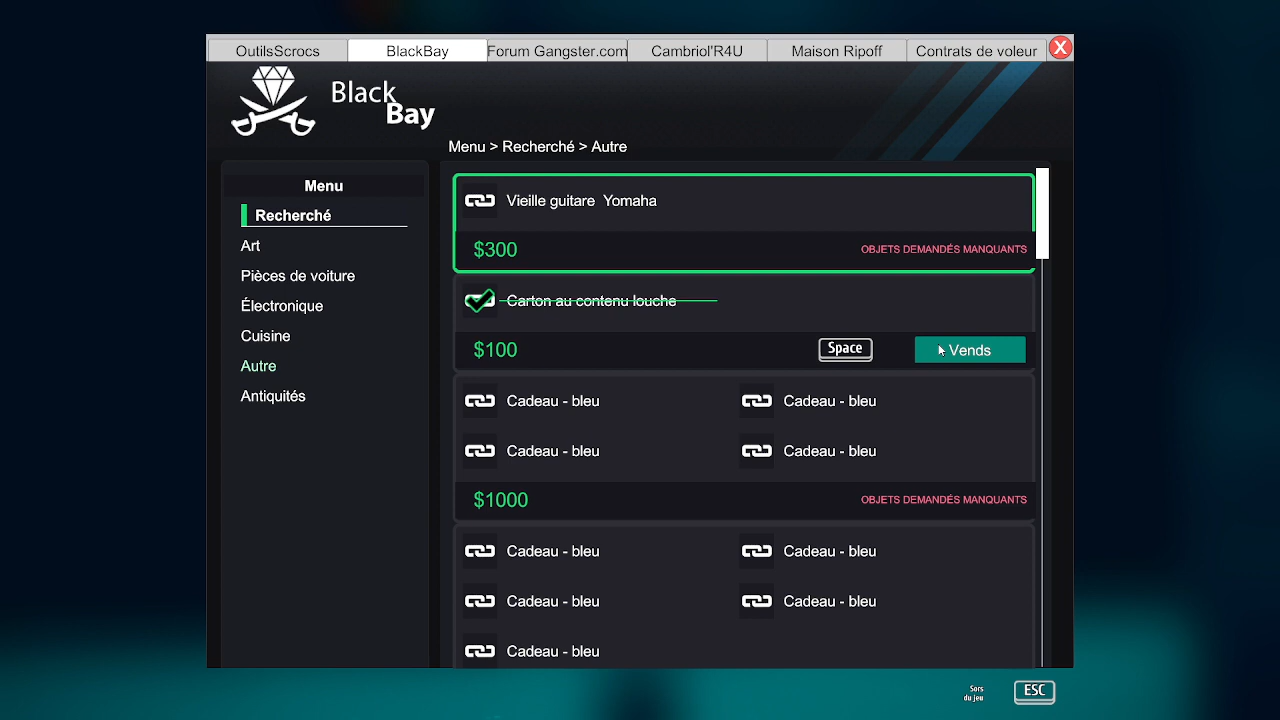 OutilsScrocs BlackBay Forum Gangster.com Cambriol'R4U Maison Ripoff Contrats de voleur X
Black
Bay
Menu > Recherché > Autre
Menu
Recherché
Art
Pièces de voiture
Électronique
Cuisine
Autre
Antiquités
Vieille guitare Yomaha
$300 OBJETS DEMANDÉS MANQUANTS
Carton au contenu louche
$100 Space Vends
Cadeau - bleu Cadeau - bleu
Cadeau - bleu Cadeau - bleu
$1000 OBJETS DEMANDÉS MANQUANTS
Cadeau - bleu Cadeau - bleu
Cadeau - bleu Cadeau - bleu
Cadeau - bleu
Sors
du jeu
ESC